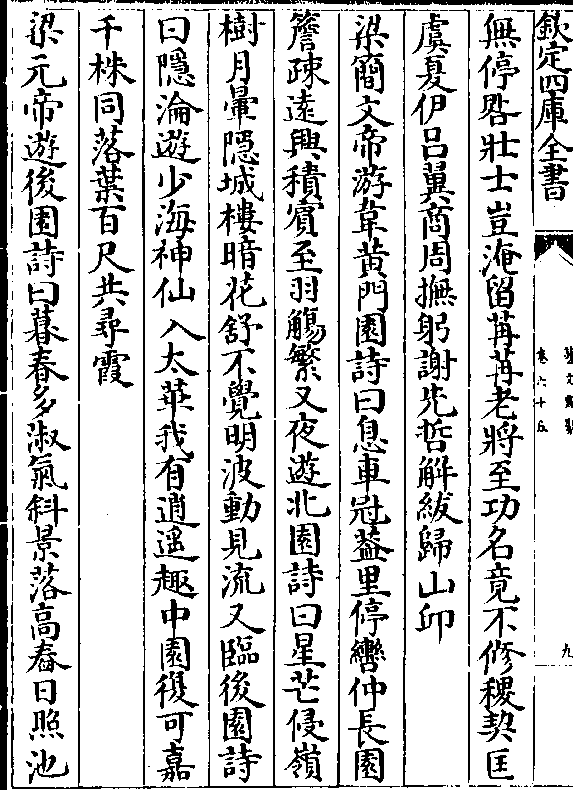 欽定四庫全書
藝文類聚
卷六十五
九
無停晷壯士豈淹留苒苒老將至功名竟不修稷契匡
虞夏伊呂翼商周撫躬謝先哲解紱歸山卭
梁簡文帝游韋黄門園詩曰息車冠葢里停轡仲長園
簷疎遠興積賔至羽觴繁又夜遊北園詩曰星芒侵嶺
樹月暈隱城樓暗花舒不覺明波動見流又臨後園詩
曰隱淪遊少海神仙入太華我有逍遥趣中園復可嘉
千株同落葉百尺共尋霞
梁元帝遊後園詩曰暮春多淑氣斜景落高舂日照池